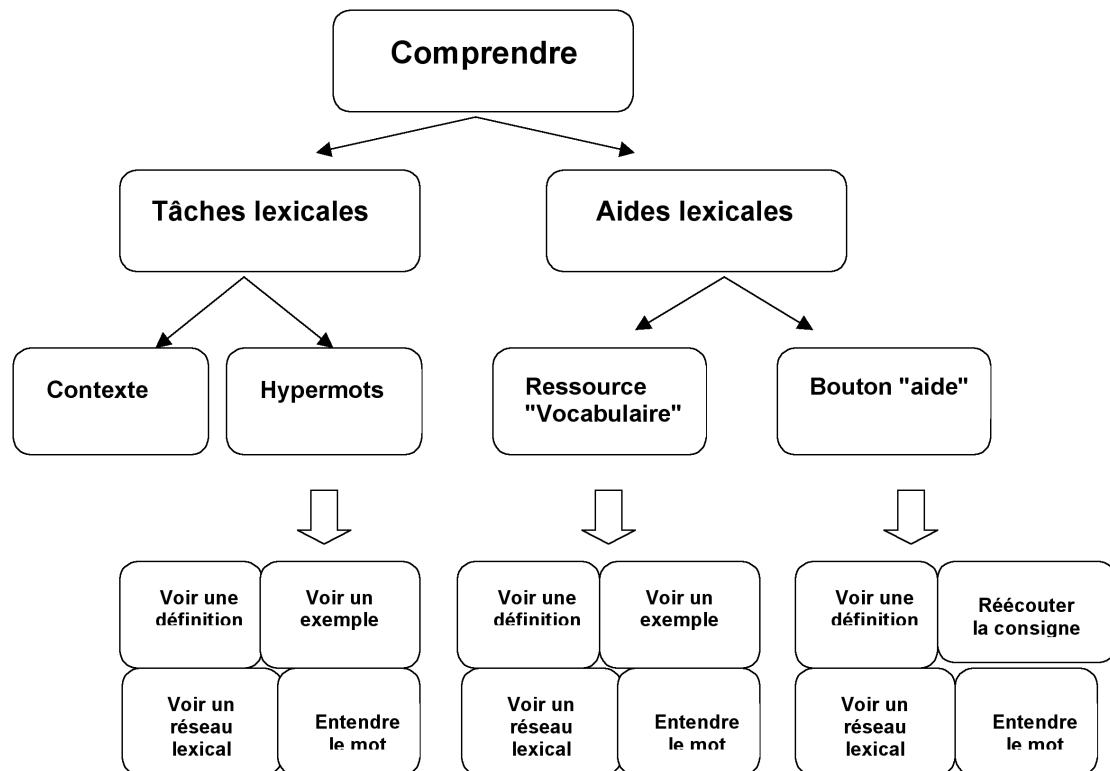 Comprendre
Tâches lexicales
Aides lexicales
Contexte
Hypermots
Ressource
"Vocabulaire"
Bouton "aide"
Voir une
définition
Voir un
exemple
Voir une
définition
Voir un
exemple
Voir une
définition
Réécouter
la consigne
Voir un
réseau
lexical
Entendre
le mot
Voir un
réseau
lexical
Entendre
le mot
Voir un
réseau
lexical
Entendre
le mot